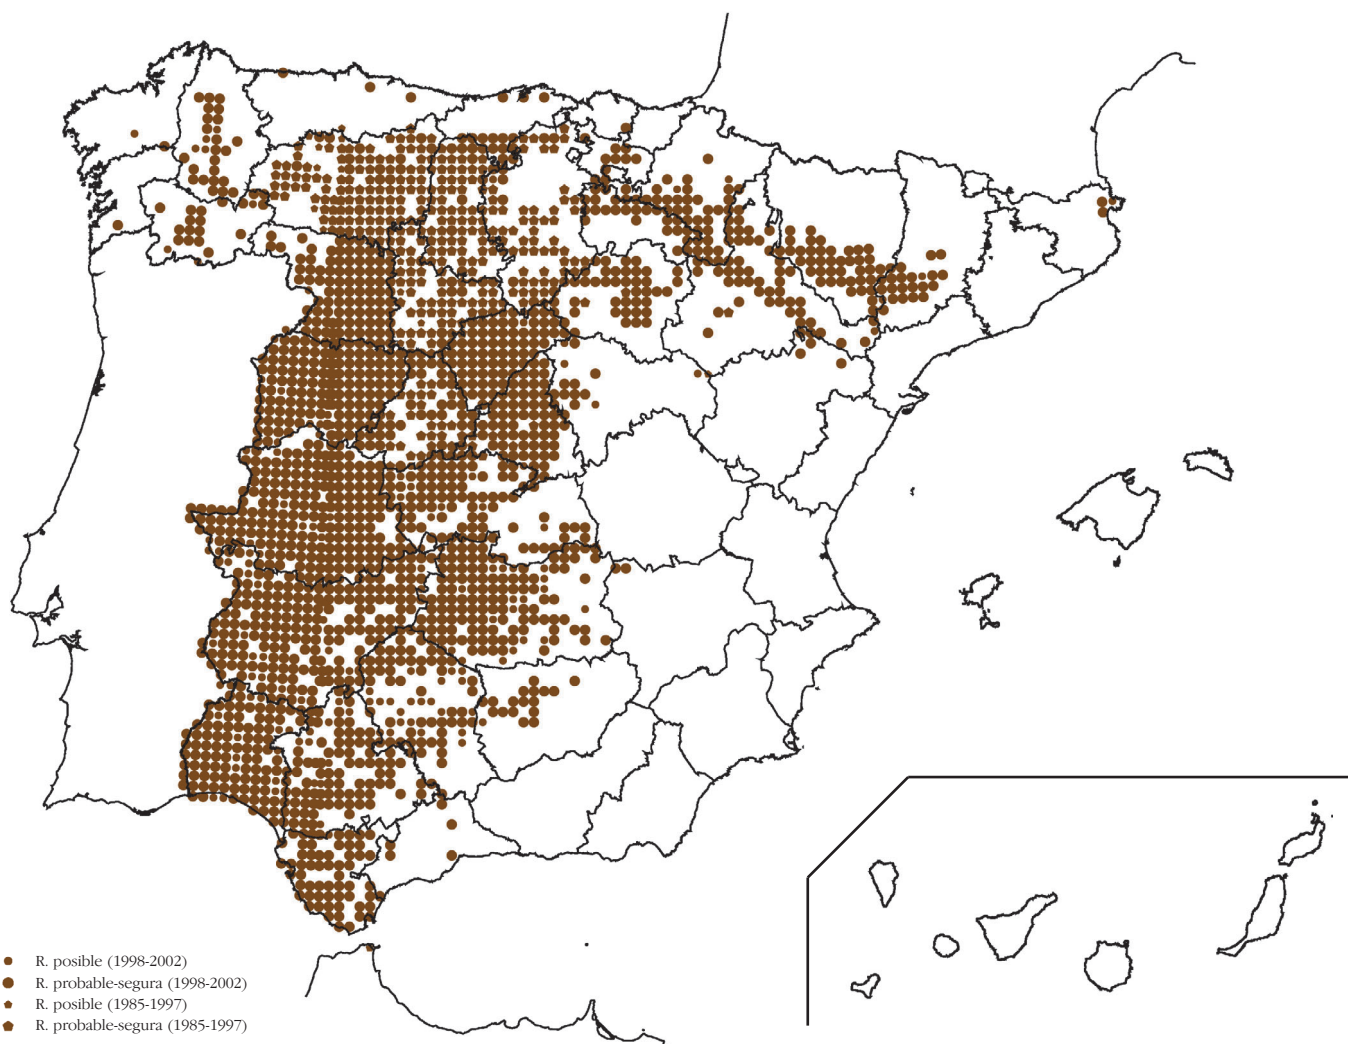 R. posible (1998-2002)
R. probable-segura (1998-2002)
R. posible (1985-1997)
R. probable-segura (1985-1997)